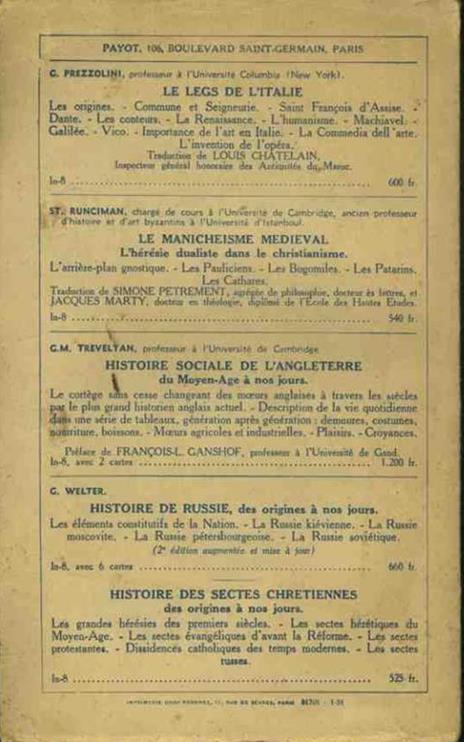 PAYOT, 106, BOULEVARD SAINT-GERMAIN, PARIS
G. PREZZOLINI, professeur à l'Université Columbia (New York).
LE LEGS DE L'ITALIE
Les origines. - Commune et Seigneurie. - Saint François d'Assise. -
Dante. - Les conteurs. - La Renaissance. - L'humanisme. - Machiavel. -
Galilée. - Vico. - Importance de l'art en Italie. - La Commedia dell'arte.
L'invention de l'opéra.
Traduction de LOUIS CHATELAIN,
Inspecteur général honoraire des Antiquités du Maroc.
In-8 ........................................ 600 fr.
ST. RUNCIMAN, chargé de cours à l'Université de Cambridge, ancien professeur
d'histoire et d'art byzantins à l'Université d'Istanboul.
LE MANICHEISME MEDIEVAL
L'hérésie dualiste dans le christianisme.
L'arrière-plan gnostique. - Les Pauliciens. - Les Bogomiles. - Les Patarins.
Les Cathares.
Traduction de SIMONE PETREMENT, agrégée de philosophie, docteur ès lettres, et
JACQUES MARTY, docteur en théologie, diplômé de l'École des Hautes Etudes.
In-8 ........................................ 540 fr.
G.M. TREVELYAN, professeur à l'Université de Cambridge
HISTOIRE SOCIALE DE L'ANGLETERRE
du Moyen-Age à nos jours.
Le cortège sans cesse changeant des mœurs anglaises à travers les siècles
par le plus grand historien anglais actuel. - Description de la vie quotidienne
dans une série de tableaux, génération après génération : demeures, costumes,
nourriture, boissons. - Mœurs agricoles et industrielles. - Plaisirs. - Croyances.
Préface de FRANÇOIS-L. GANSHOF, professeur à l'Université de Gand.
In-8, avec 2 cartes ........................................ 1.200 fr.
G. WELTER.
HISTOIRE DE RUSSIE, des origines à nos jours.
Les éléments constitutifs de la Nation. - La Russie kiévienne. - La Russie
moscovite. - La Russie pétersbourgeoise. - La Russie soviétique.
(2e édition augmentée et mise à jour)
In-8, avec 6 cartes ........................................ 660 fr.
HISTOIRE DES SECTES CHRETIENNES
des origines à nos jours.
Les grandes hérésies des premiers siècles. - Les sectes hérétiques du
Moyen-Age. - Les sectes évangéliques d'avant la Réforme. - Les sectes
protestantes. - Dissidences catholiques des temps modernes. - Les sectes
russes.
In-8 ........................................ 525 fr.
IMPRIMERIE RUE DE SEVRES, PARIS